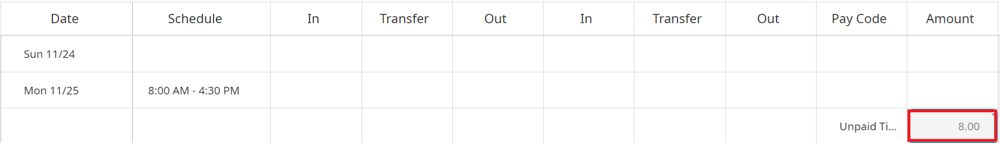 Date Schedule In Transfer Out In Transfer Out Pay Code Amount
Sun 11/24
Mon 11/25 8:00 AM - 4:30 PM
Unpaid Ti... 8.00